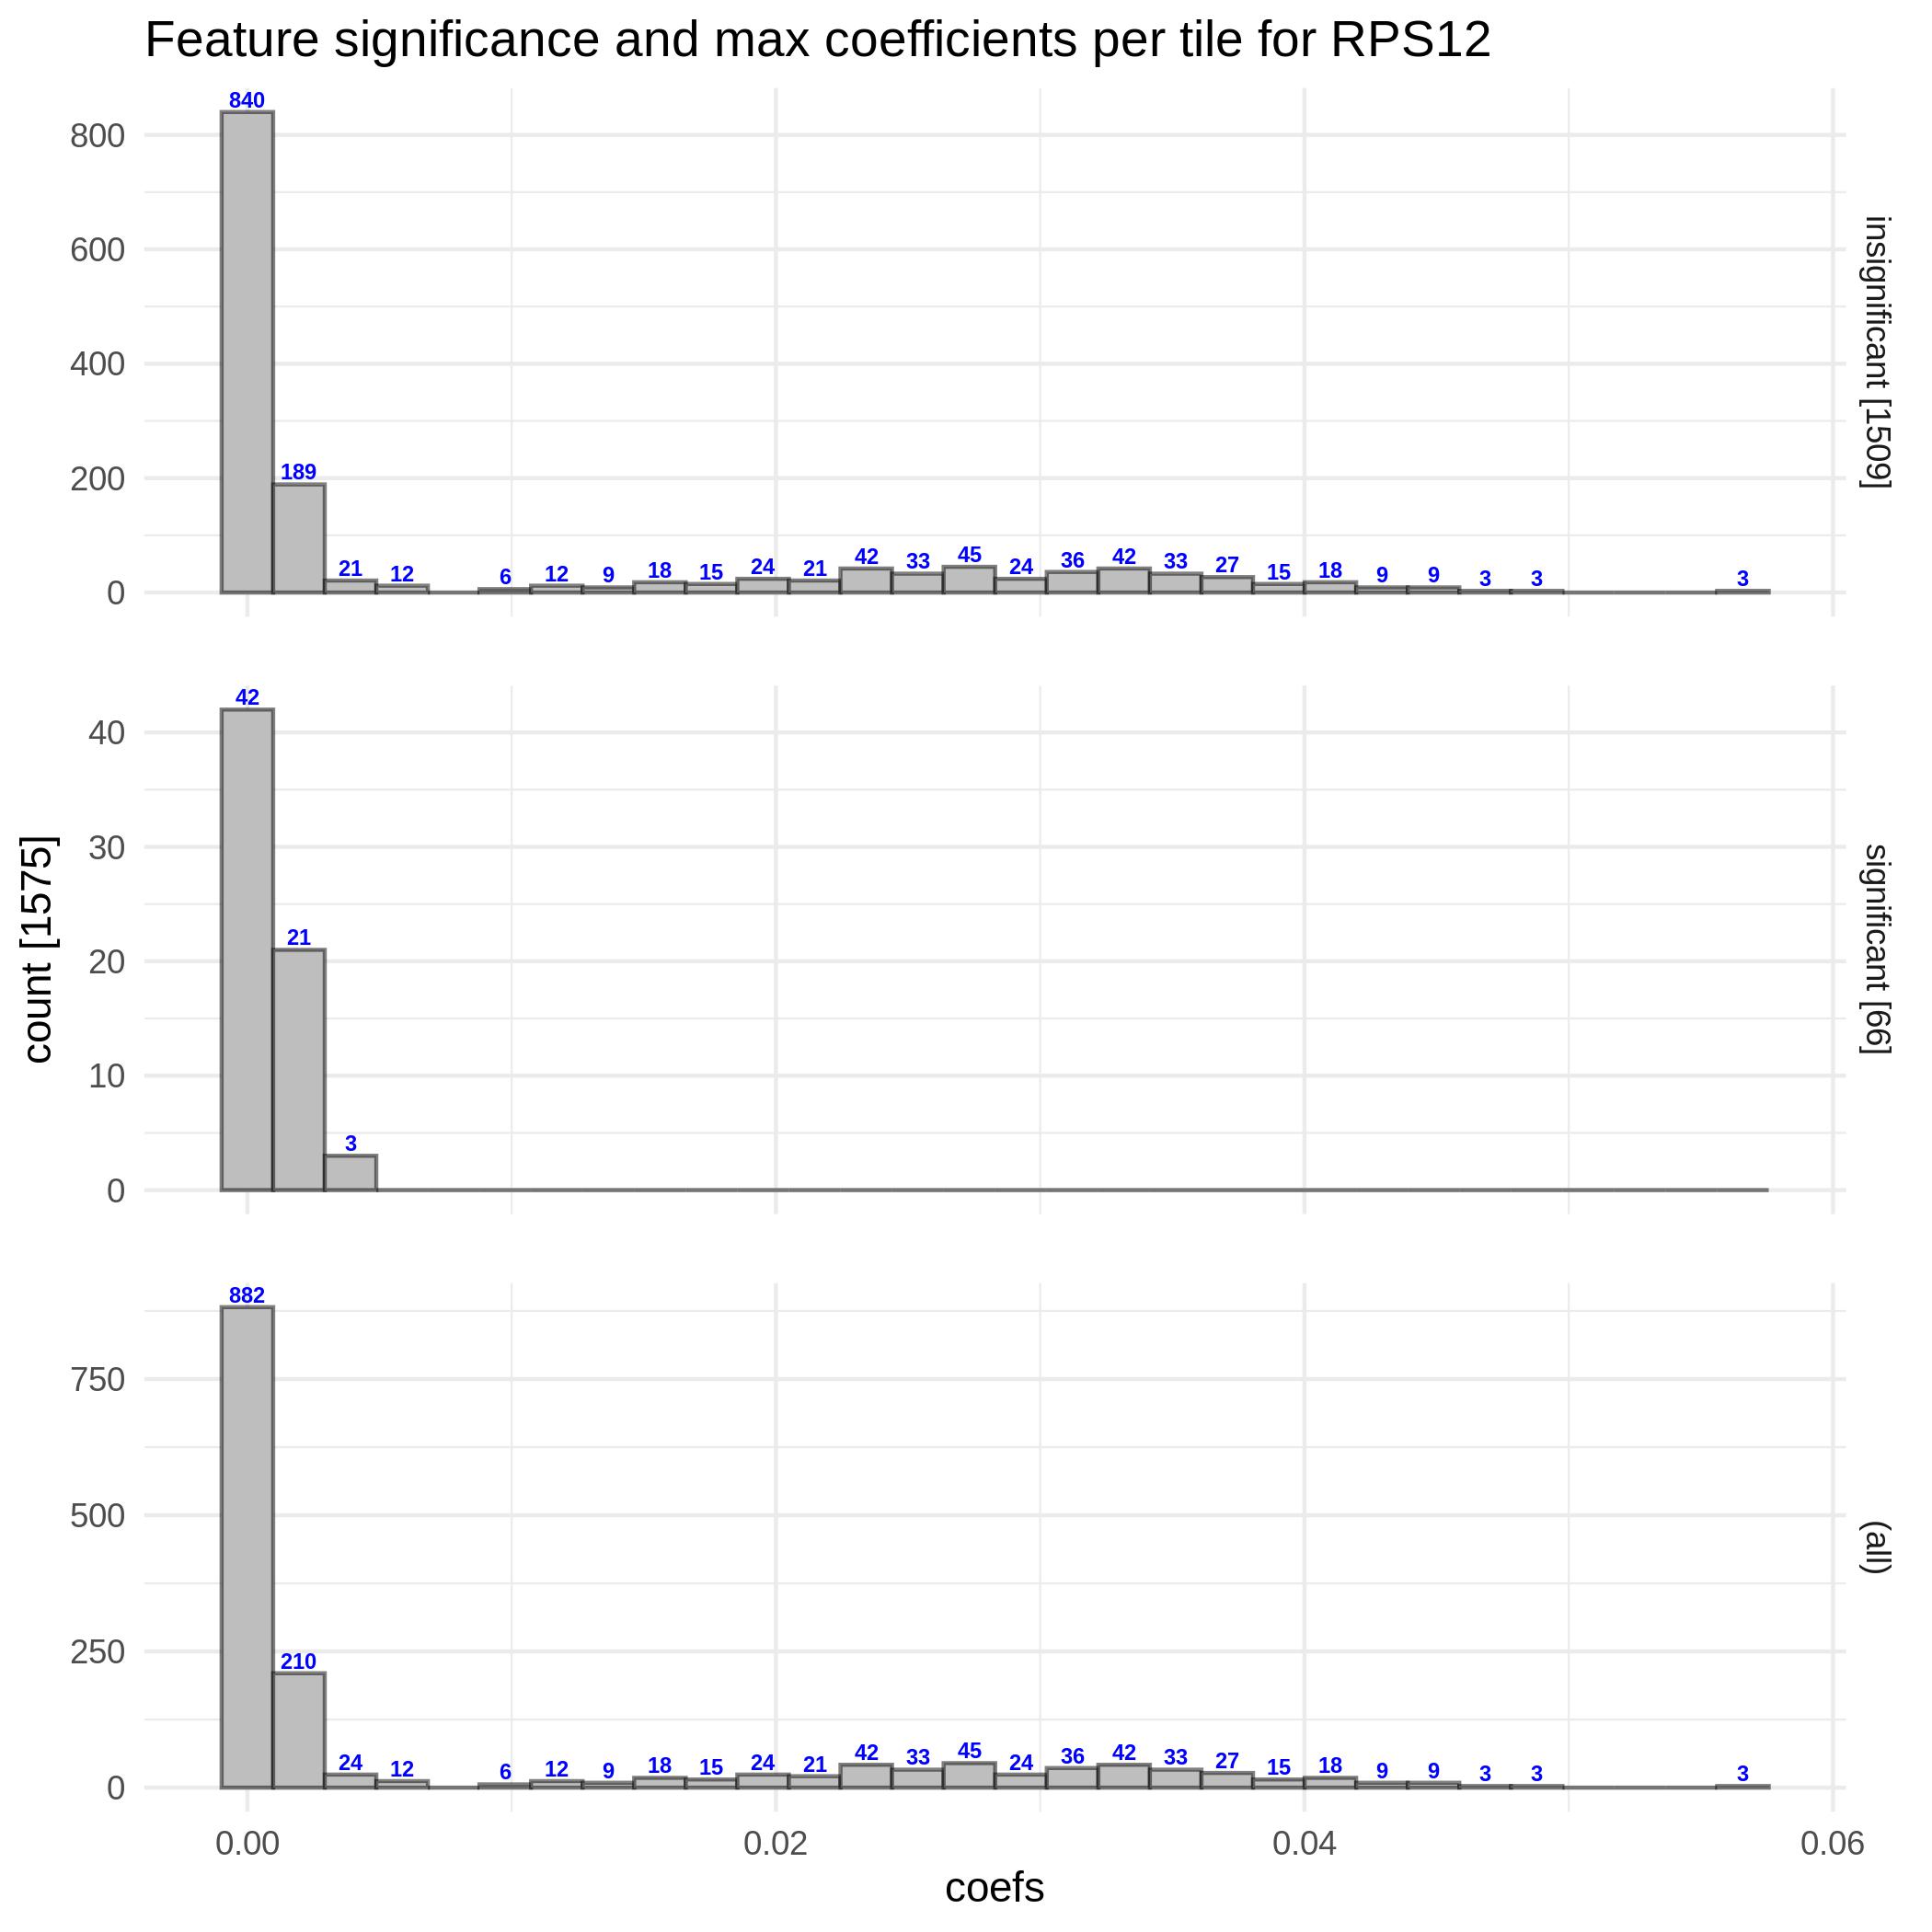 Feature significance and max coefficients per tile for RPS12
840
800
600
400
200
0
189
21 12 6 12 9 18 15 24 21 42 33 45 24 36 42 33 27 15 18 9 9 3 3 3
insignificant [1509]
42
40
30
20
10
0
21
3
significant [66]
count [1575]
882
750
500
250
0
210
24 12 6 12 9 18 15 24 21 42 33 45 24 36 42 33 27 15 18 9 9 3 3 3
(all)
0.00 0.02 0.04 0.06
coefs